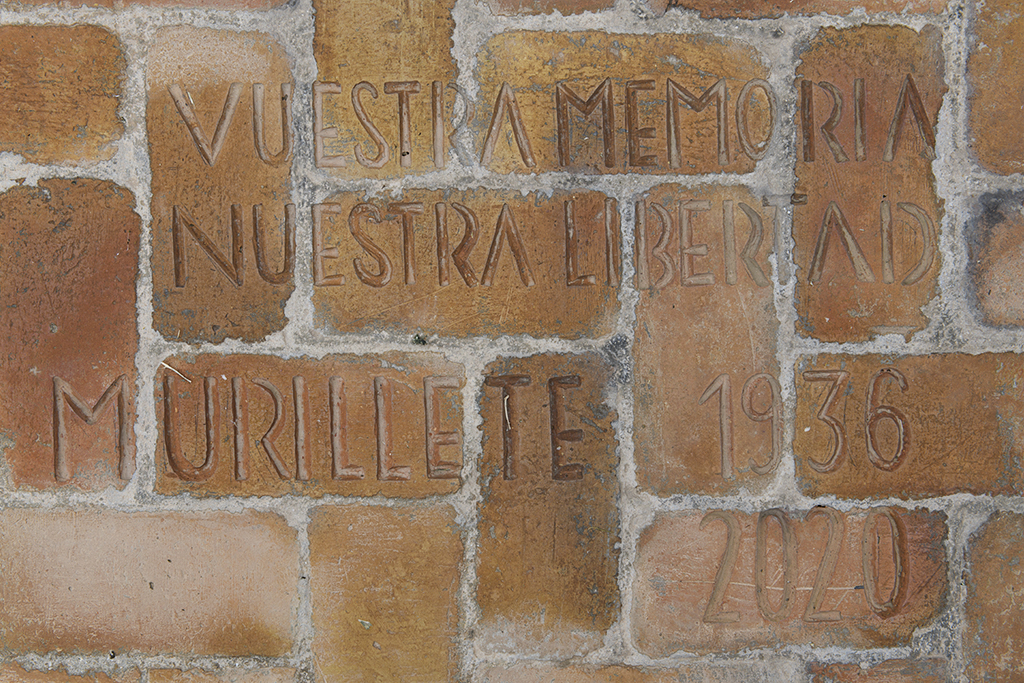 VUESTRA MEMORIA
NUESTRA LIBERTAD
MURILLETE 1936
2020